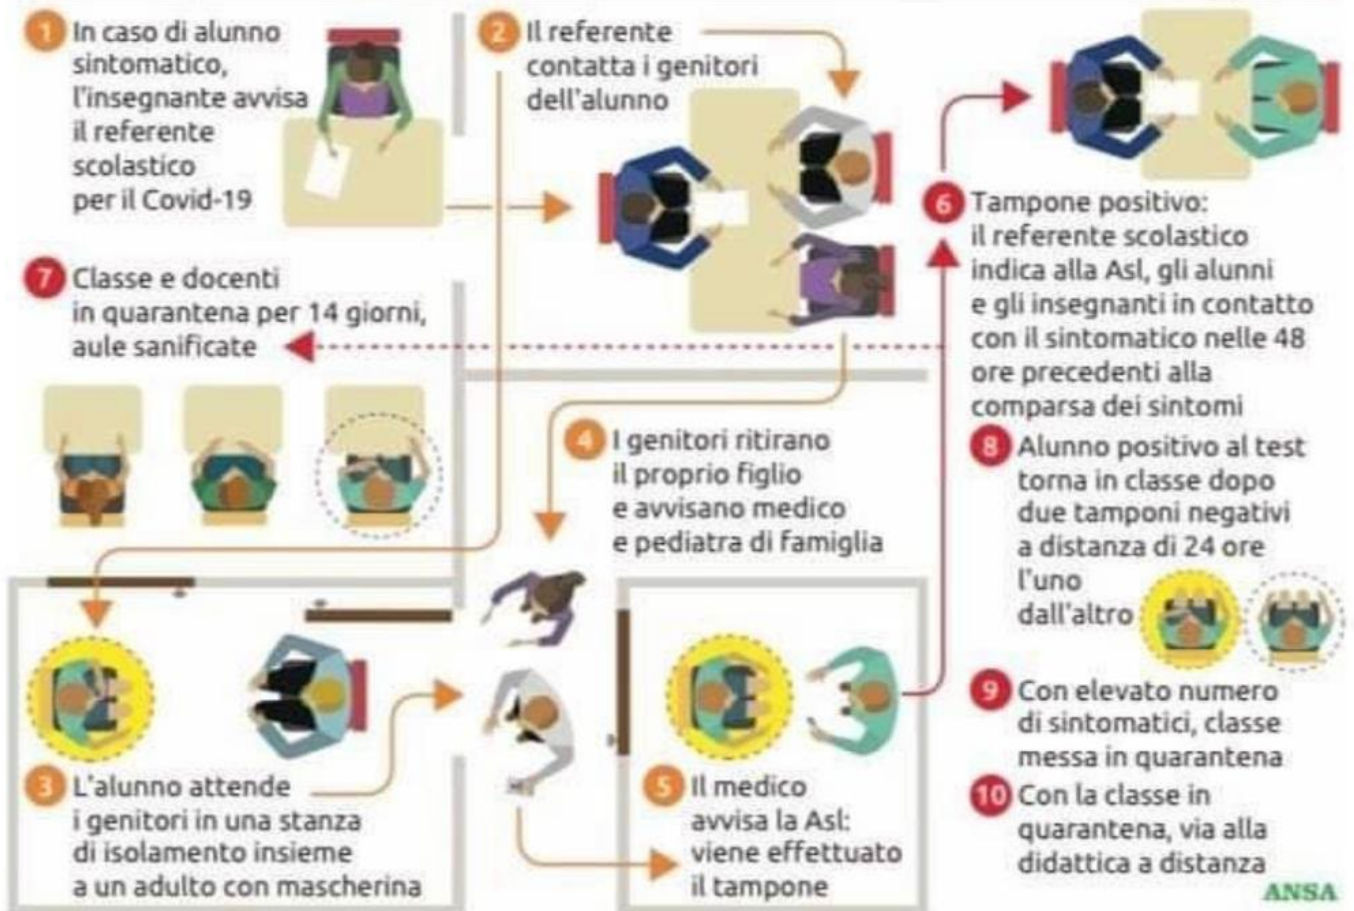 1 In caso di alunno
sintomatico,
l'insegnante avvisa
il referente
scolastico
per il Covid-19
2 Il referente
contatta i genitori
dell'alunno
3 L'alunno attende
i genitori in una stanza
di isolamento insieme
a un adulto con mascherina
4 I genitori ritirano
il proprio figlio
e avvisano medico
e pediatra di famiglia
5 Il medico
avvisa la Asl:
viene effettuato
il tampone
6 Tampone positivo:
il referente scolastico
indica alla Asl, gli alunni
e gli insegnanti in contatto
con il sintomatico nelle 48
ore precedenti alla
comparsa dei sintomi
7 Classe e docenti
in quarantena per 14 giorni,
aule sanificate
8 Alunno positivo al test
torna in classe dopo
due tamponi negativi
a distanza di 24 ore
l'uno
dall'altro
9 Con elevato numero
di sintomatici, classe
messa in quarantena
10 Con la classe in
quarantena, via alla
didattica a distanza
ANSA